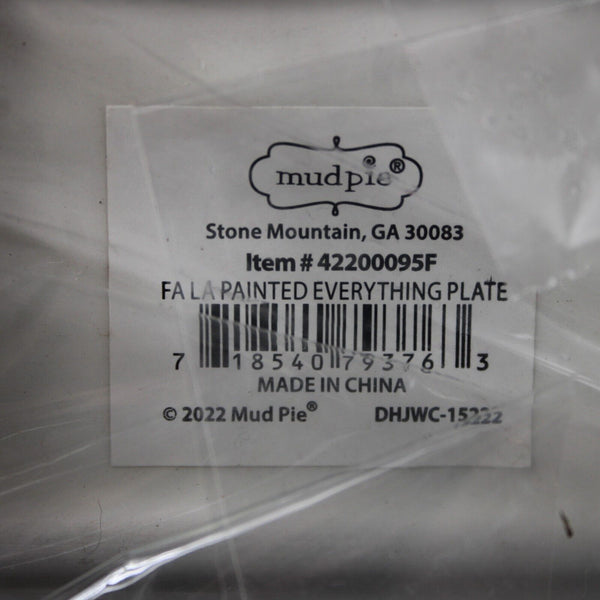 mudpie®
Stone Mountain, GA 30083
Item # 42200095F
FA LA PAINTED EVERYTHING PLATE
7 18540 79376 3
MADE IN CHINA
© 2022 Mud Pie® DHJWC-15222